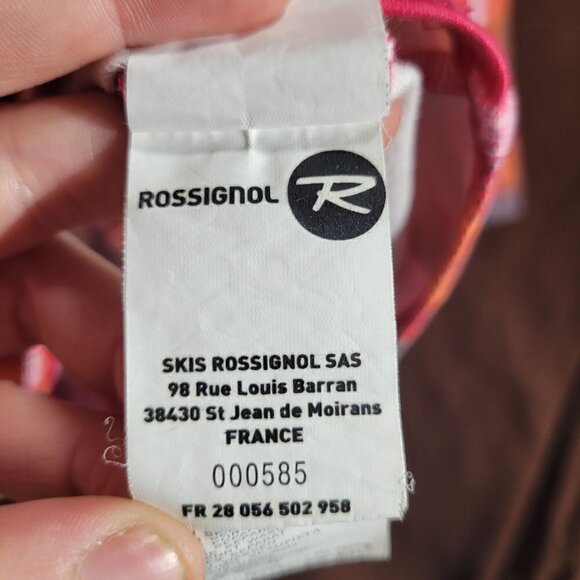 ROSSIGNOL R
SKIS ROSSIGNOL SAS
98 Rue Louis Barran
38430 St Jean de Moirans
FRANCE
000585
FR 28 056 502 958